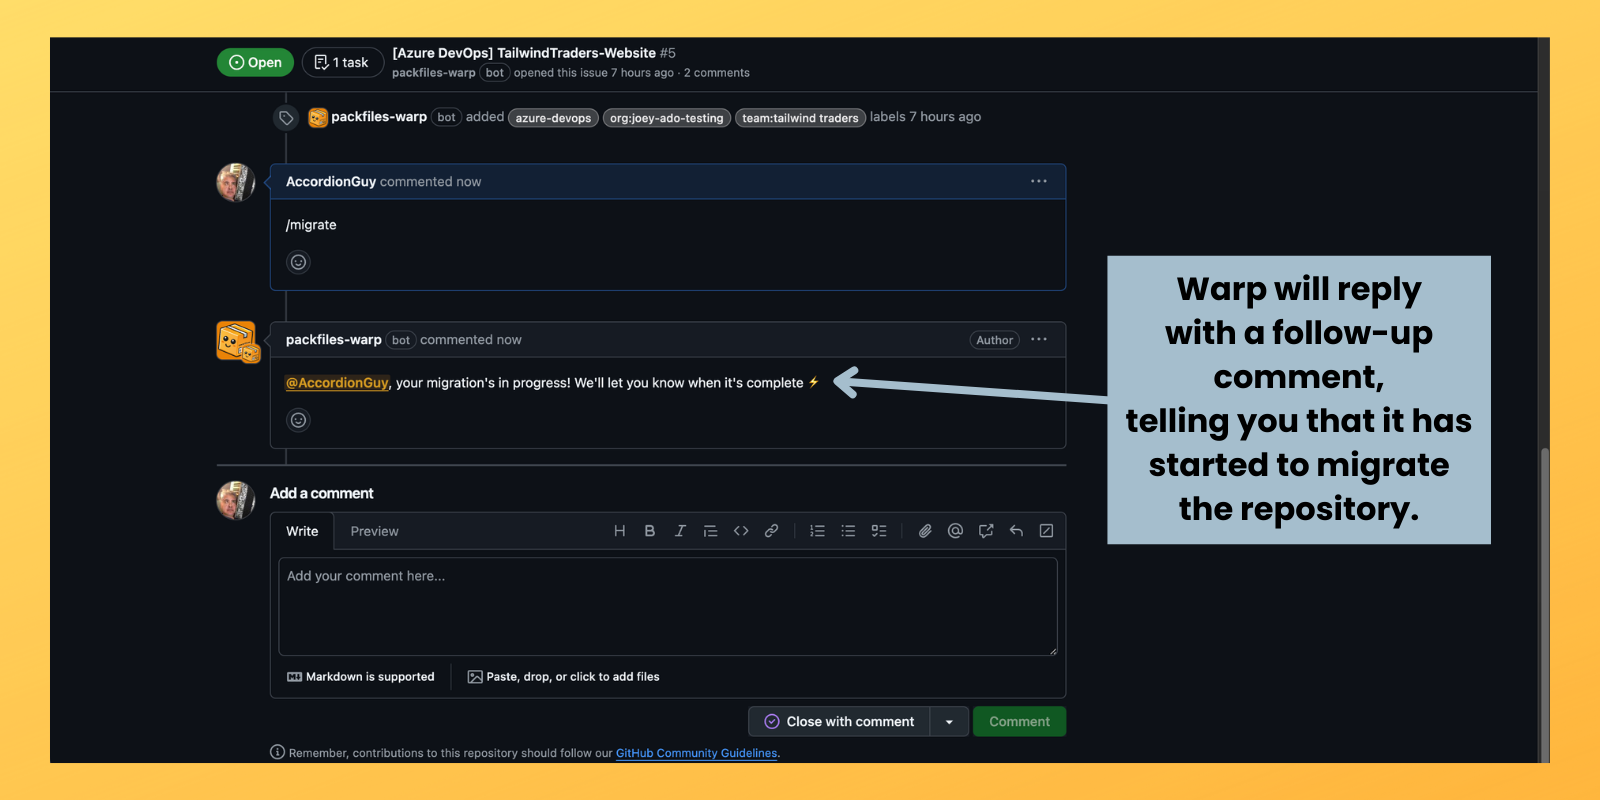 Open
1 task
[Azure DevOps] TailwindTraders-Website #5
packfiles-warp bot opened this issue 7 hours ago · 2 comments
packfiles-warp bot added azure-devops org:joey-ado-testing team:tailwind traders labels 7 hours ago
AccordionGuy commented now
/migrate
packfiles-warp bot commented now
Author
@AccordionGuy, your migration's in progress! We'll let you know when it's complete ⚡
Warp will reply
with a follow-up
comment,
telling you that it has
started to migrate
the repository.
Add a comment
Write Preview
Add your comment here...
Markdown is supported
Paste, drop, or click to add files
Close with comment
Comment
Remember, contributions to this repository should follow our GitHub Community Guidelines.